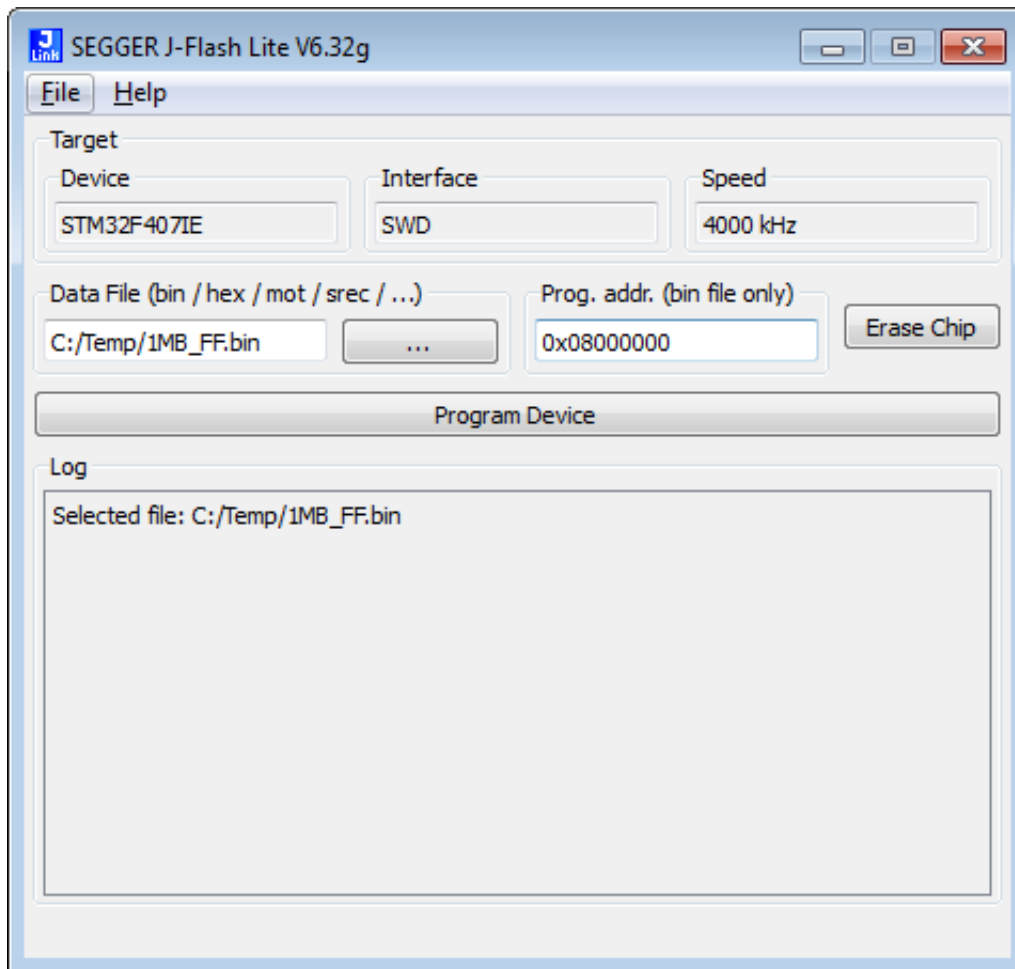 J Link SEGGER J-Flash Lite V6.32g
File Help
Target
Device Interface Speed
STM32F407IE SWD 4000 kHz
Data File (bin / hex / mot / srec / ...) Prog. addr. (bin file only)
C:/Temp/1MB_FF.bin ... 0x08000000 Erase Chip
Program Device
Log
Selected file: C:/Temp/1MB_FF.bin